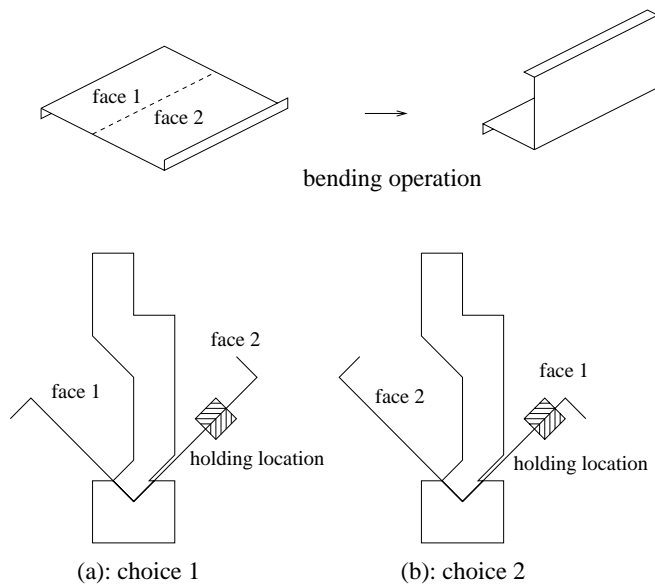 face 1
face 2
bending operation
face 2
face 1
holding location
(a): choice 1
face 1
face 2
holding location
(b): choice 2